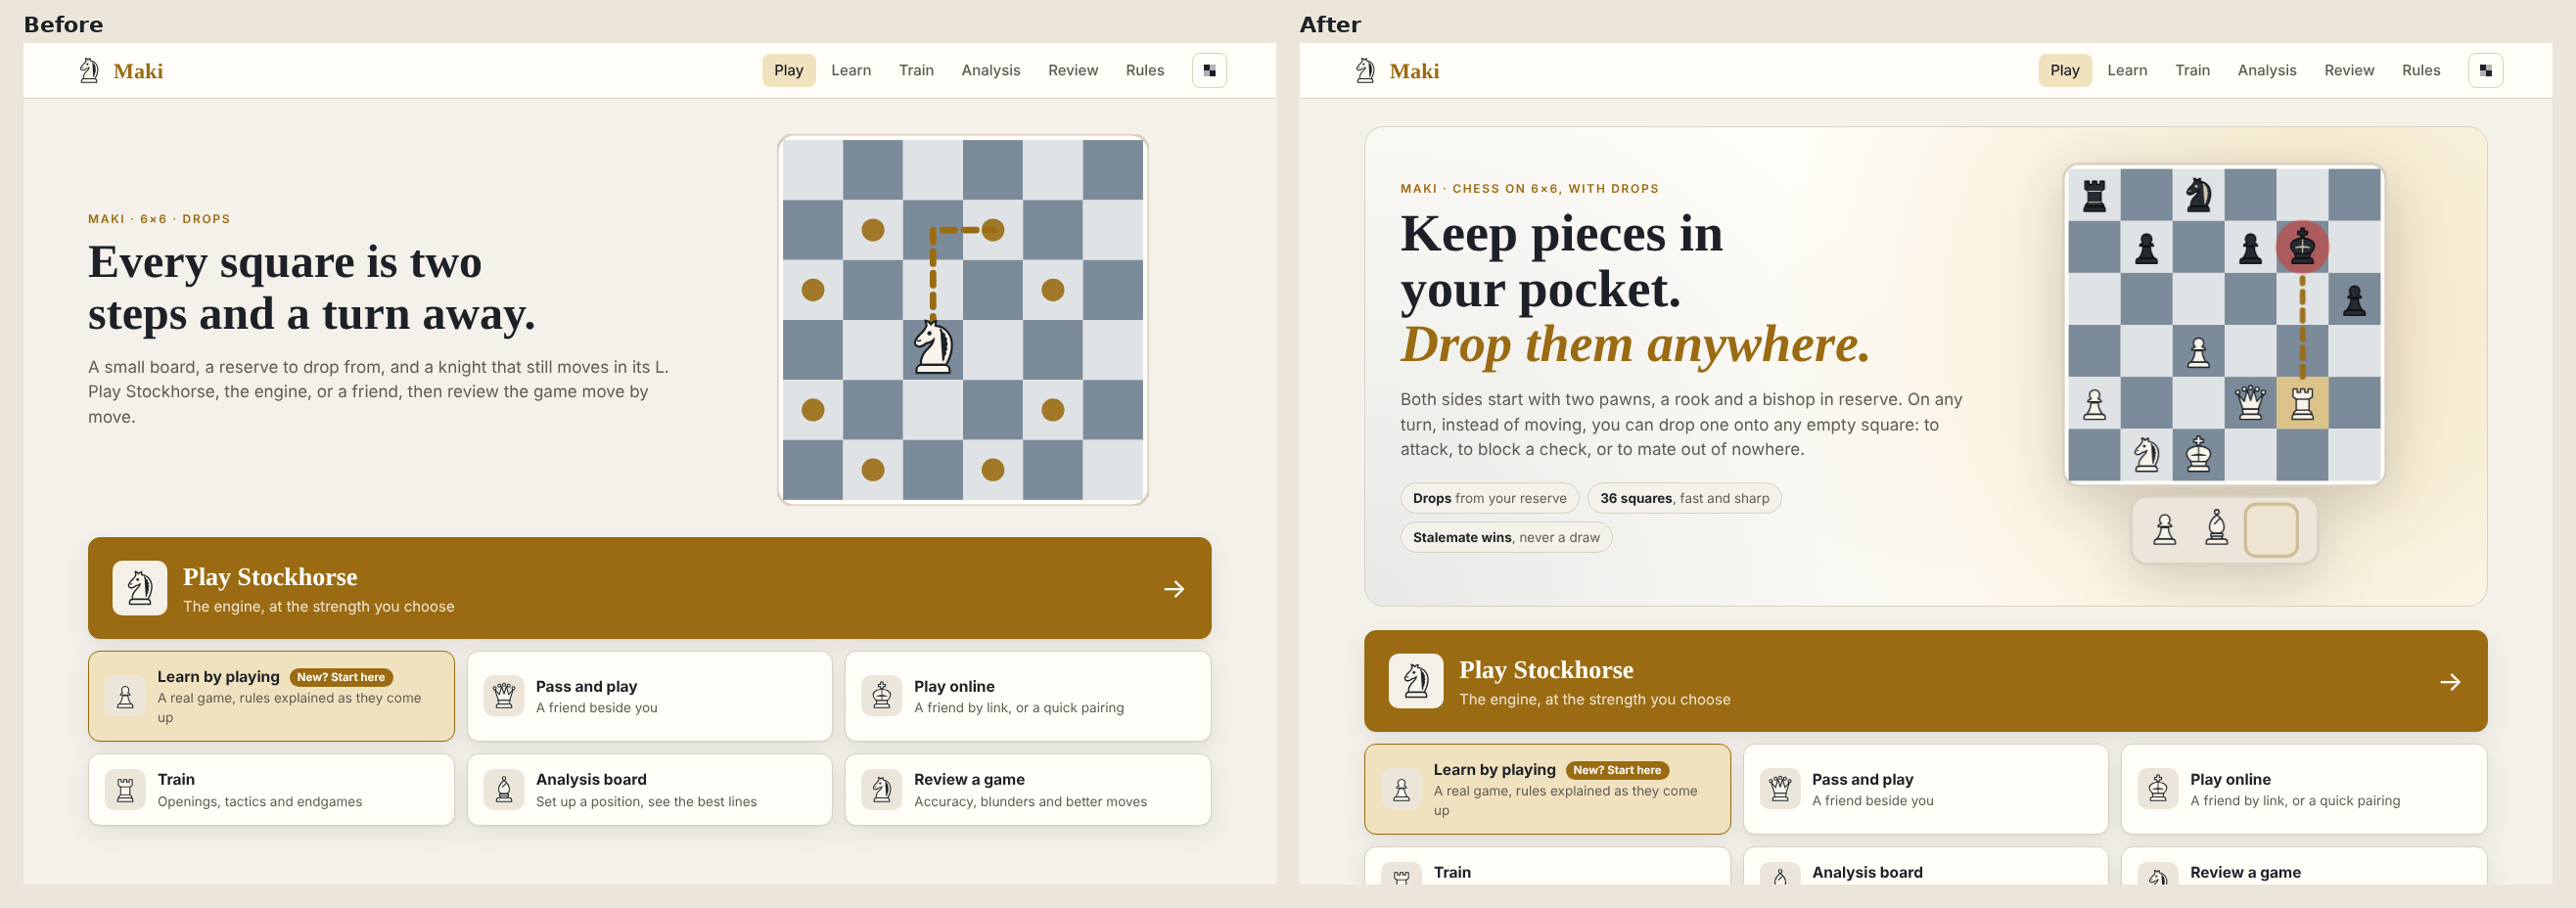 Before
Maki
Play Learn Train Analysis Review Rules
MAKI · 6×6 · DROPS
Every square is two
steps and a turn away.
A small board, a reserve to drop from, and a knight that still moves in its L.
Play Stockhorse, the engine, or a friend, then review the game move by
move.
Play Stockhorse
The engine, at the strength you choose
Learn by playing New? Start here
A real game, rules explained as they come
up
Pass and play
A friend beside you
Play online
A friend by link, or a quick pairing
Train
Openings, tactics and endgames
Analysis board
Set up a position, see the best lines
Review a game
Accuracy, blunders and better moves
After
Maki
Play Learn Train Analysis Review Rules
MAKI · CHESS ON 6×6, WITH DROPS
Keep pieces in
your pocket.
Drop them anywhere.
Both sides start with two pawns, a rook and a bishop in reserve. On any
turn, instead of moving, you can drop one onto any empty square: to
attack, to block a check, or to mate out of nowhere.
Drops from your reserve
36 squares, fast and sharp
Stalemate wins, never a draw
Play Stockhorse
The engine, at the strength you choose
Learn by playing New? Start here
A real game, rules explained as they come
up
Pass and play
A friend beside you
Play online
A friend by link, or a quick pairing
Train
Analysis board
Review a game